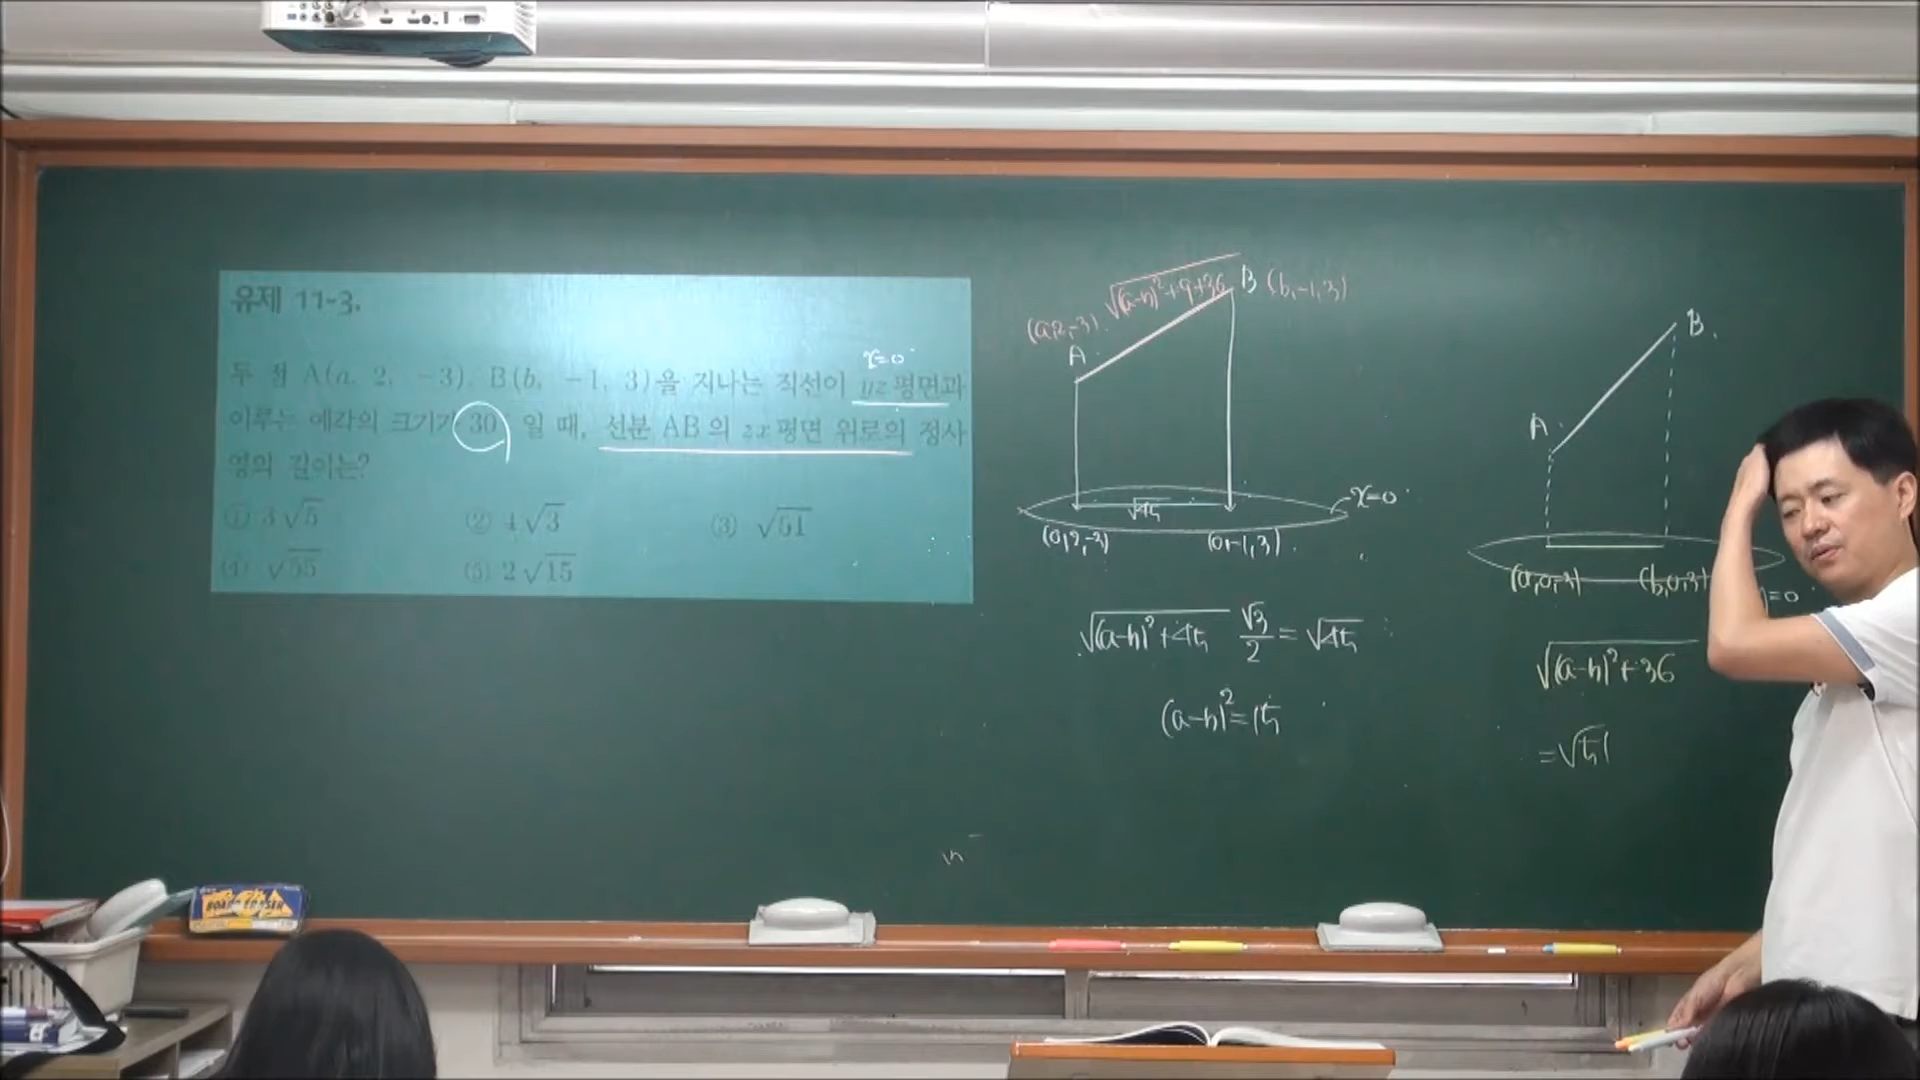 유제 11-3.
x=0
두 점 A(a, 2, -3), B(b, -1, 3)을 지나는 직선이 yz평면과
이루는 예각의 크기가 30°일 때, 선분 AB의 zx평면 위로의 정사
영의 길이는?
① 3√5 ② 4√3 ③ √51
④ √55 ⑤ 2√15
√(a-b)²+9+36
B (b,-1,3)
(a,2,-3)
A
√45
x=0
(0,2,-3) (0,-1,3)
√(a-b)²+45 √3/2 = √45
(a-b)²=15
B
A
(a,0,-3) (b,0,3)
y=0
√(a-b)²+36
=√51
BOARD ERASER